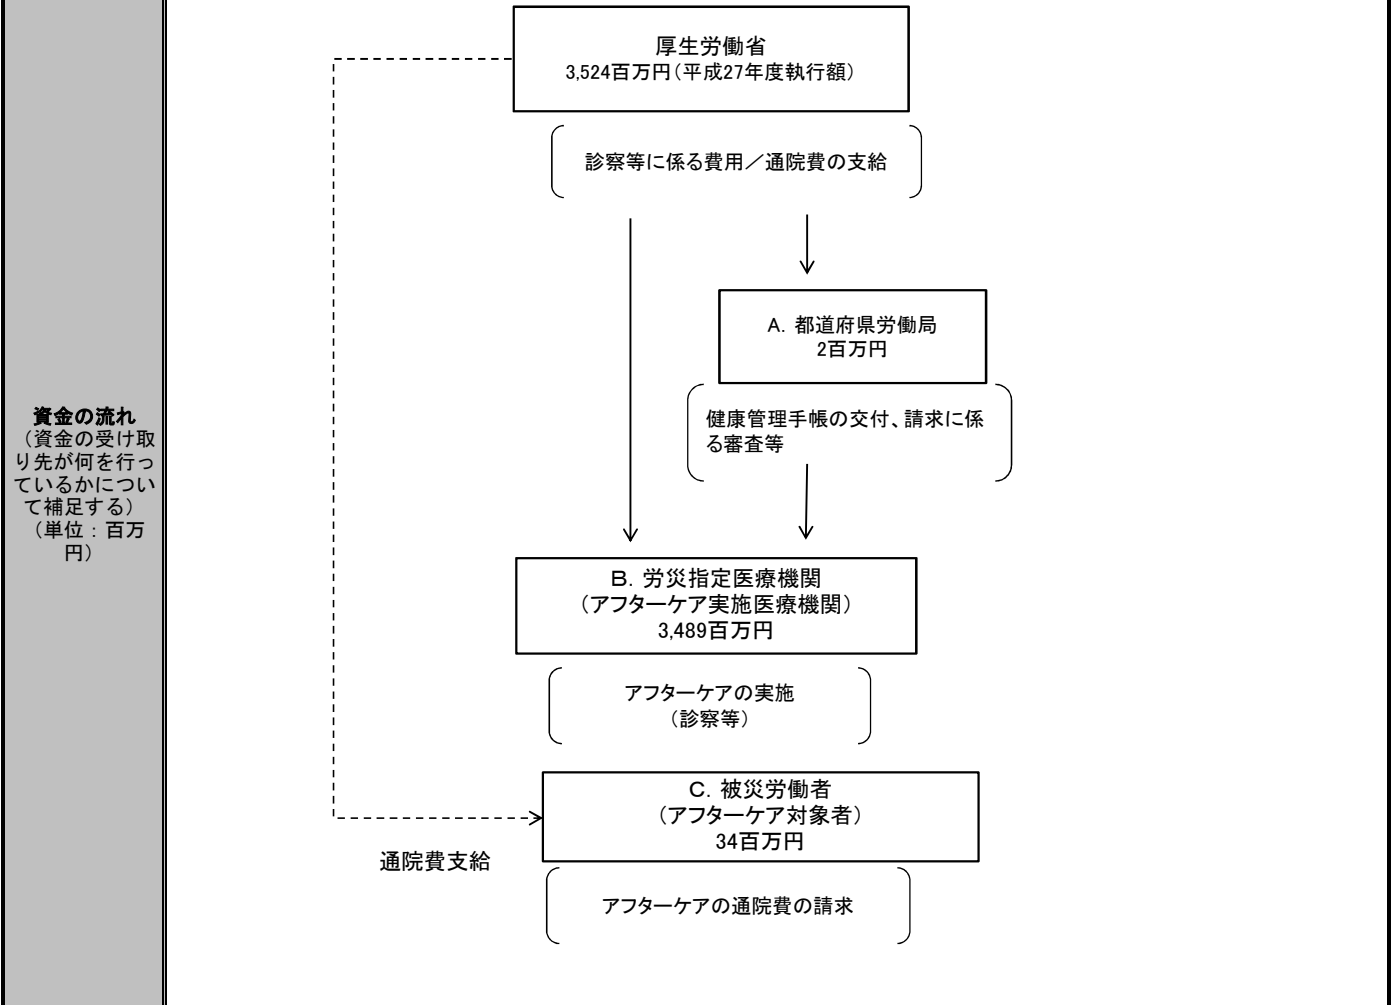 資金の流れ
（資金の受け取
り先が何を行っ
ているかについ
て補足する）
（単位：百万
円）
厚生労働省
3,524百万円（平成27年度執行額）
診察等に係る費用／通院費の支給
A．都道府県労働局
2百万円
健康管理手帳の交付、請求に係
る審査等
B．労災指定医療機関
（アフターケア実施医療機関）
3,489百万円
アフターケアの実施
（診察等）
C．被災労働者
（アフターケア対象者）
34百万円
通院費支給
アフターケアの通院費の請求